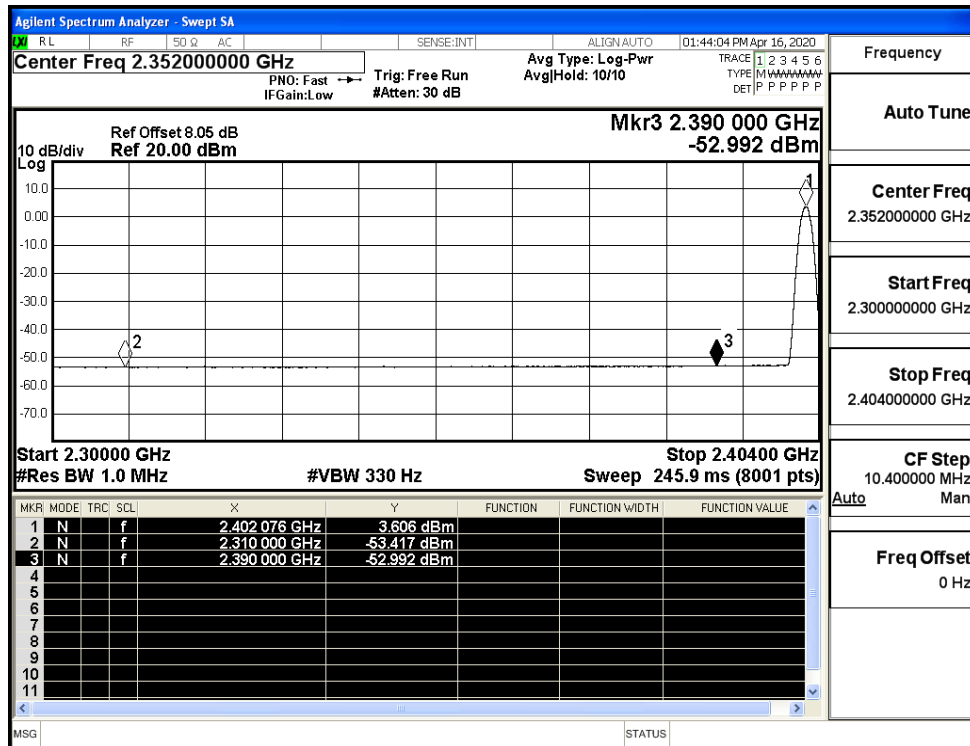 Agilent Spectrum Analyzer - Swept SA
LXI RL RF 50 Ω AC SENSE:INT ALIGN AUTO 01:44:04 PM Apr 16, 2020
Center Freq 2.352000000 GHz
PNO: Fast
IFGain:Low
Trig: Free Run
#Atten: 30 dB
Avg Type: Log-Pwr
Avg|Hold: 10/10
TRACE 1 2 3 4 5 6
TYPE M WWWWW
DET P P P P P P
Ref Offset 8.05 dB
10 dB/div Ref 20.00 dBm
Log
Mkr3 2.390 000 GHz
-52.992 dBm
10.0
0.00
-10.0
-20.0
-30.0
-40.0
-50.0
-60.0
-70.0
1
2
3
Start 2.30000 GHz Stop 2.40400 GHz
#Res BW 1.0 MHz #VBW 330 Hz Sweep 245.9 ms (8001 pts)
MKR MODE TRC SCL X Y FUNCTION FUNCTION WIDTH FUNCTION VALUE
1 N f 2.402 076 GHz 3.606 dBm
2 N f 2.310 000 GHz -53.417 dBm
3 N f 2.390 000 GHz -52.992 dBm
4
5
6
7
8
9
10
11
MSG STATUS
Frequency
Auto Tune
Center Freq
2.352000000 GHz
Start Freq
2.300000000 GHz
Stop Freq
2.404000000 GHz
CF Step
10.400000 MHz
Auto Man
Freq Offset
0 Hz